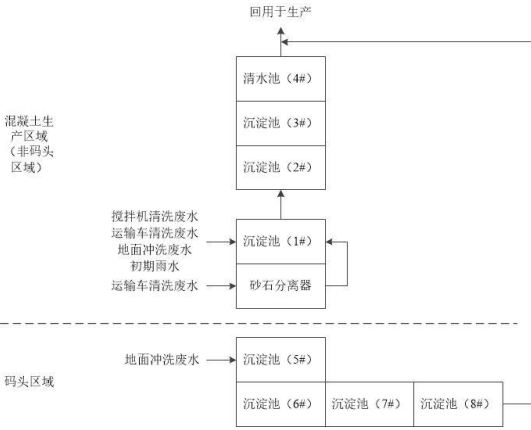 回用于生产
清水池（4#）
沉淀池（3#）
沉淀池（2#）
混凝土生
产区域
（非码头
区域）
搅拌机清洗废水
运输车清洗废水
地面冲洗废水
初期雨水
沉淀池（1#）
运输车清洗废水
砂石分离器
地面冲洗废水
沉淀池（5#）
码头区域
沉淀池（6#）
沉淀池（7#）
沉淀池（8#）